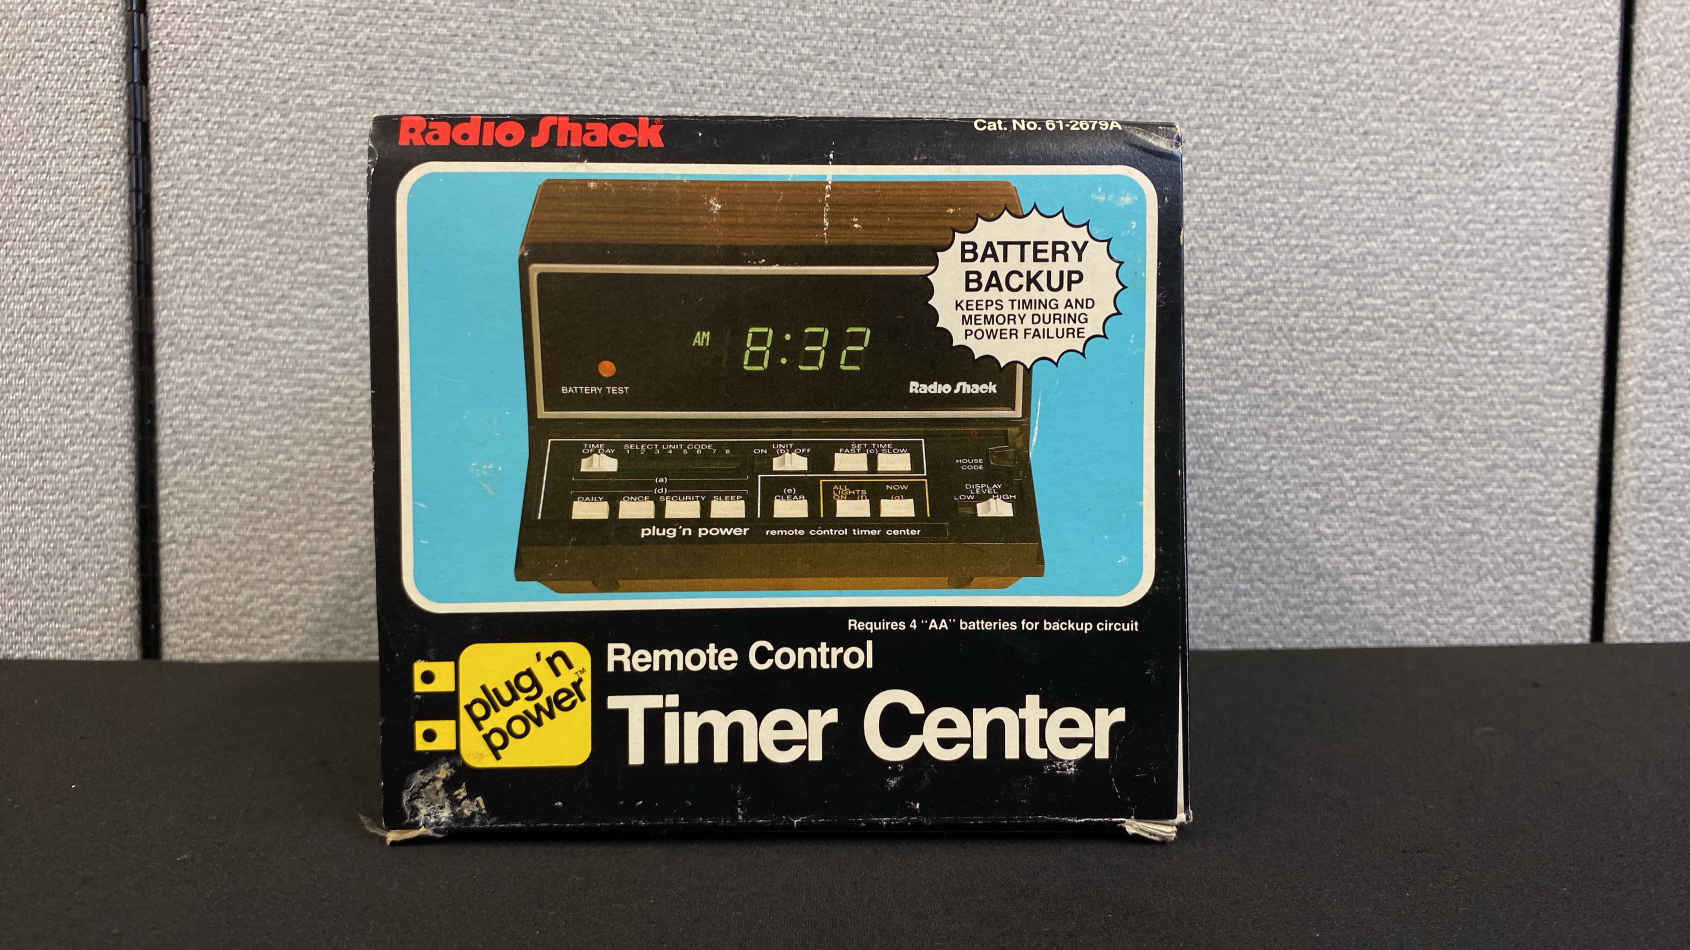 Radio Shack®
Cat. No. 61-2679A
BATTERY
BACKUP
KEEPS TIMING AND
MEMORY DURING
POWER FAILURE
AM 8:32
BATTERY TEST
Radio Shack
TIME
OF DAY
SELECT UNIT CODE
1 2 3 4 5 6 7 8
UNIT
ON (b) OFF
SET TIME
FAST (c) SLOW
HOUSE
CODE
(a)
(d)
DAILY ONCE SECURITY SLEEP
(e)
CLEAR
ALL
LIGHTS
ON (f)
NOW
(g)
DISPLAY
LEVEL
LOW HIGH
plug 'n power remote control timer center
Requires 4 "AA" batteries for backup circuit
plug 'n
power™
Remote Control
Timer Center